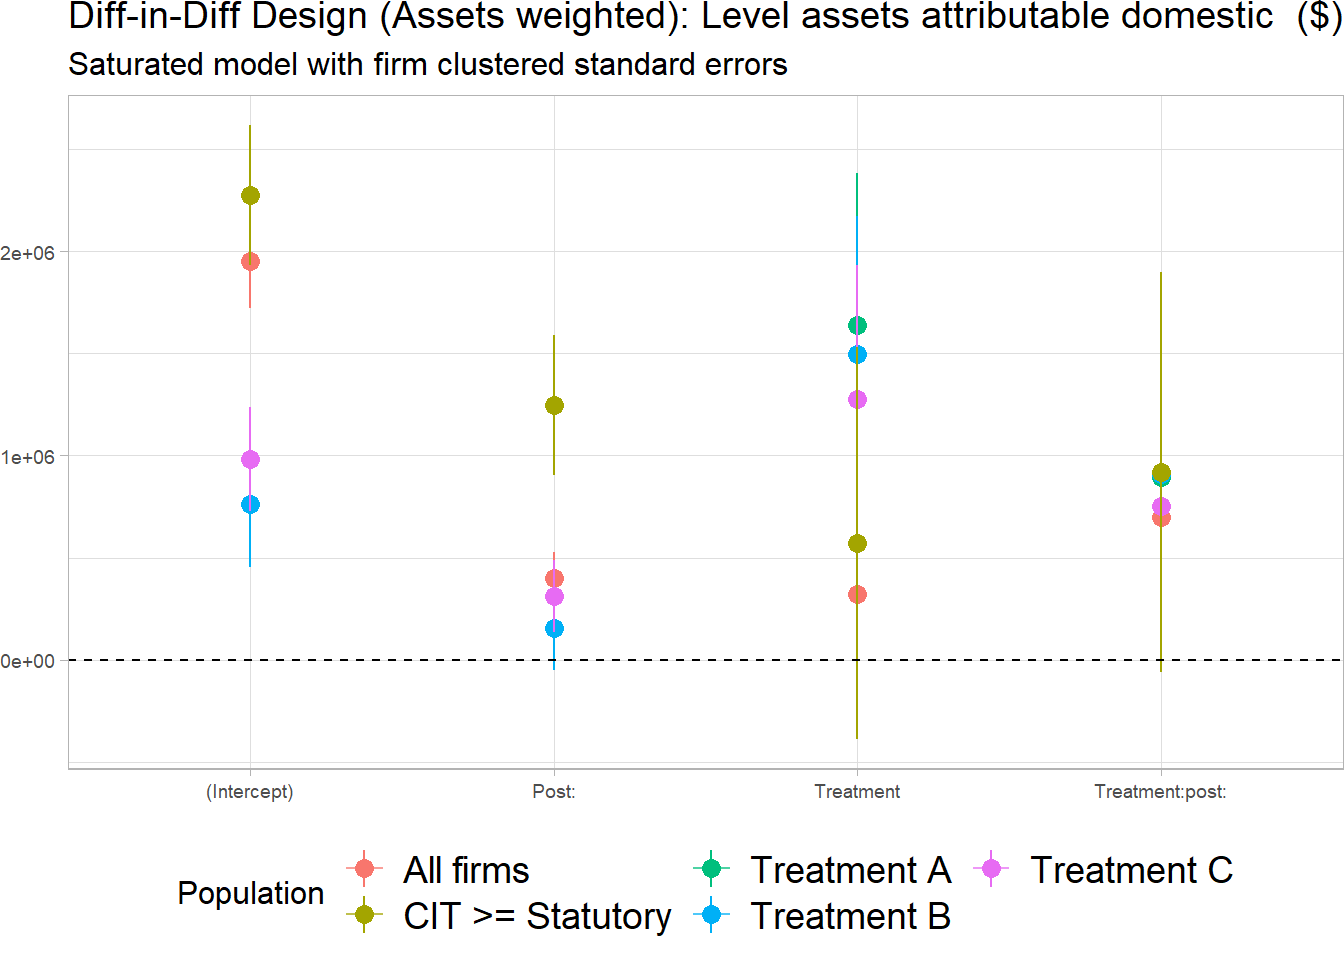 Diff-in-Diff Design (Assets weighted): Level assets attributable domestic  ($)
Saturated model with firm clustered standard errors
2e+06
1e+06
0e+00
(Intercept) Post: Treatment Treatment:post:
Population
All firms Treatment A Treatment C
CIT >= Statutory Treatment B